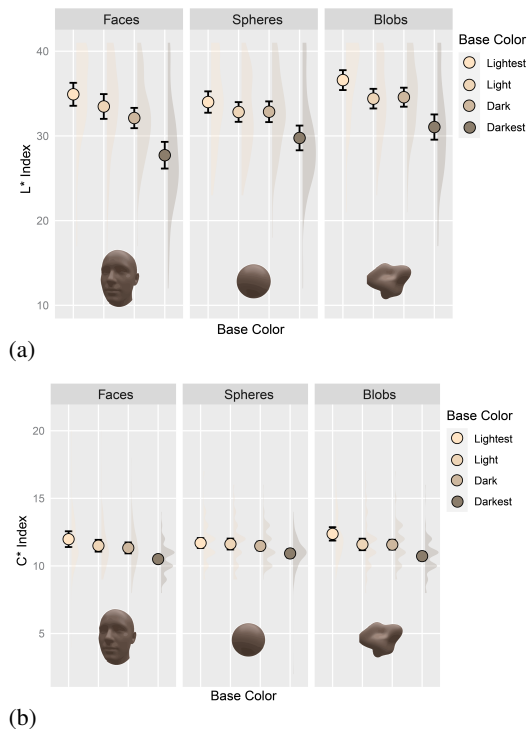 Faces Spheres Blobs
40
30
20
10
L* Index
Base Color
Base Color
Lightest
Light
Dark
Darkest
(a)
Faces Spheres Blobs
20
15
10
5
C* Index
Base Color
Base Color
Lightest
Light
Dark
Darkest
(b)